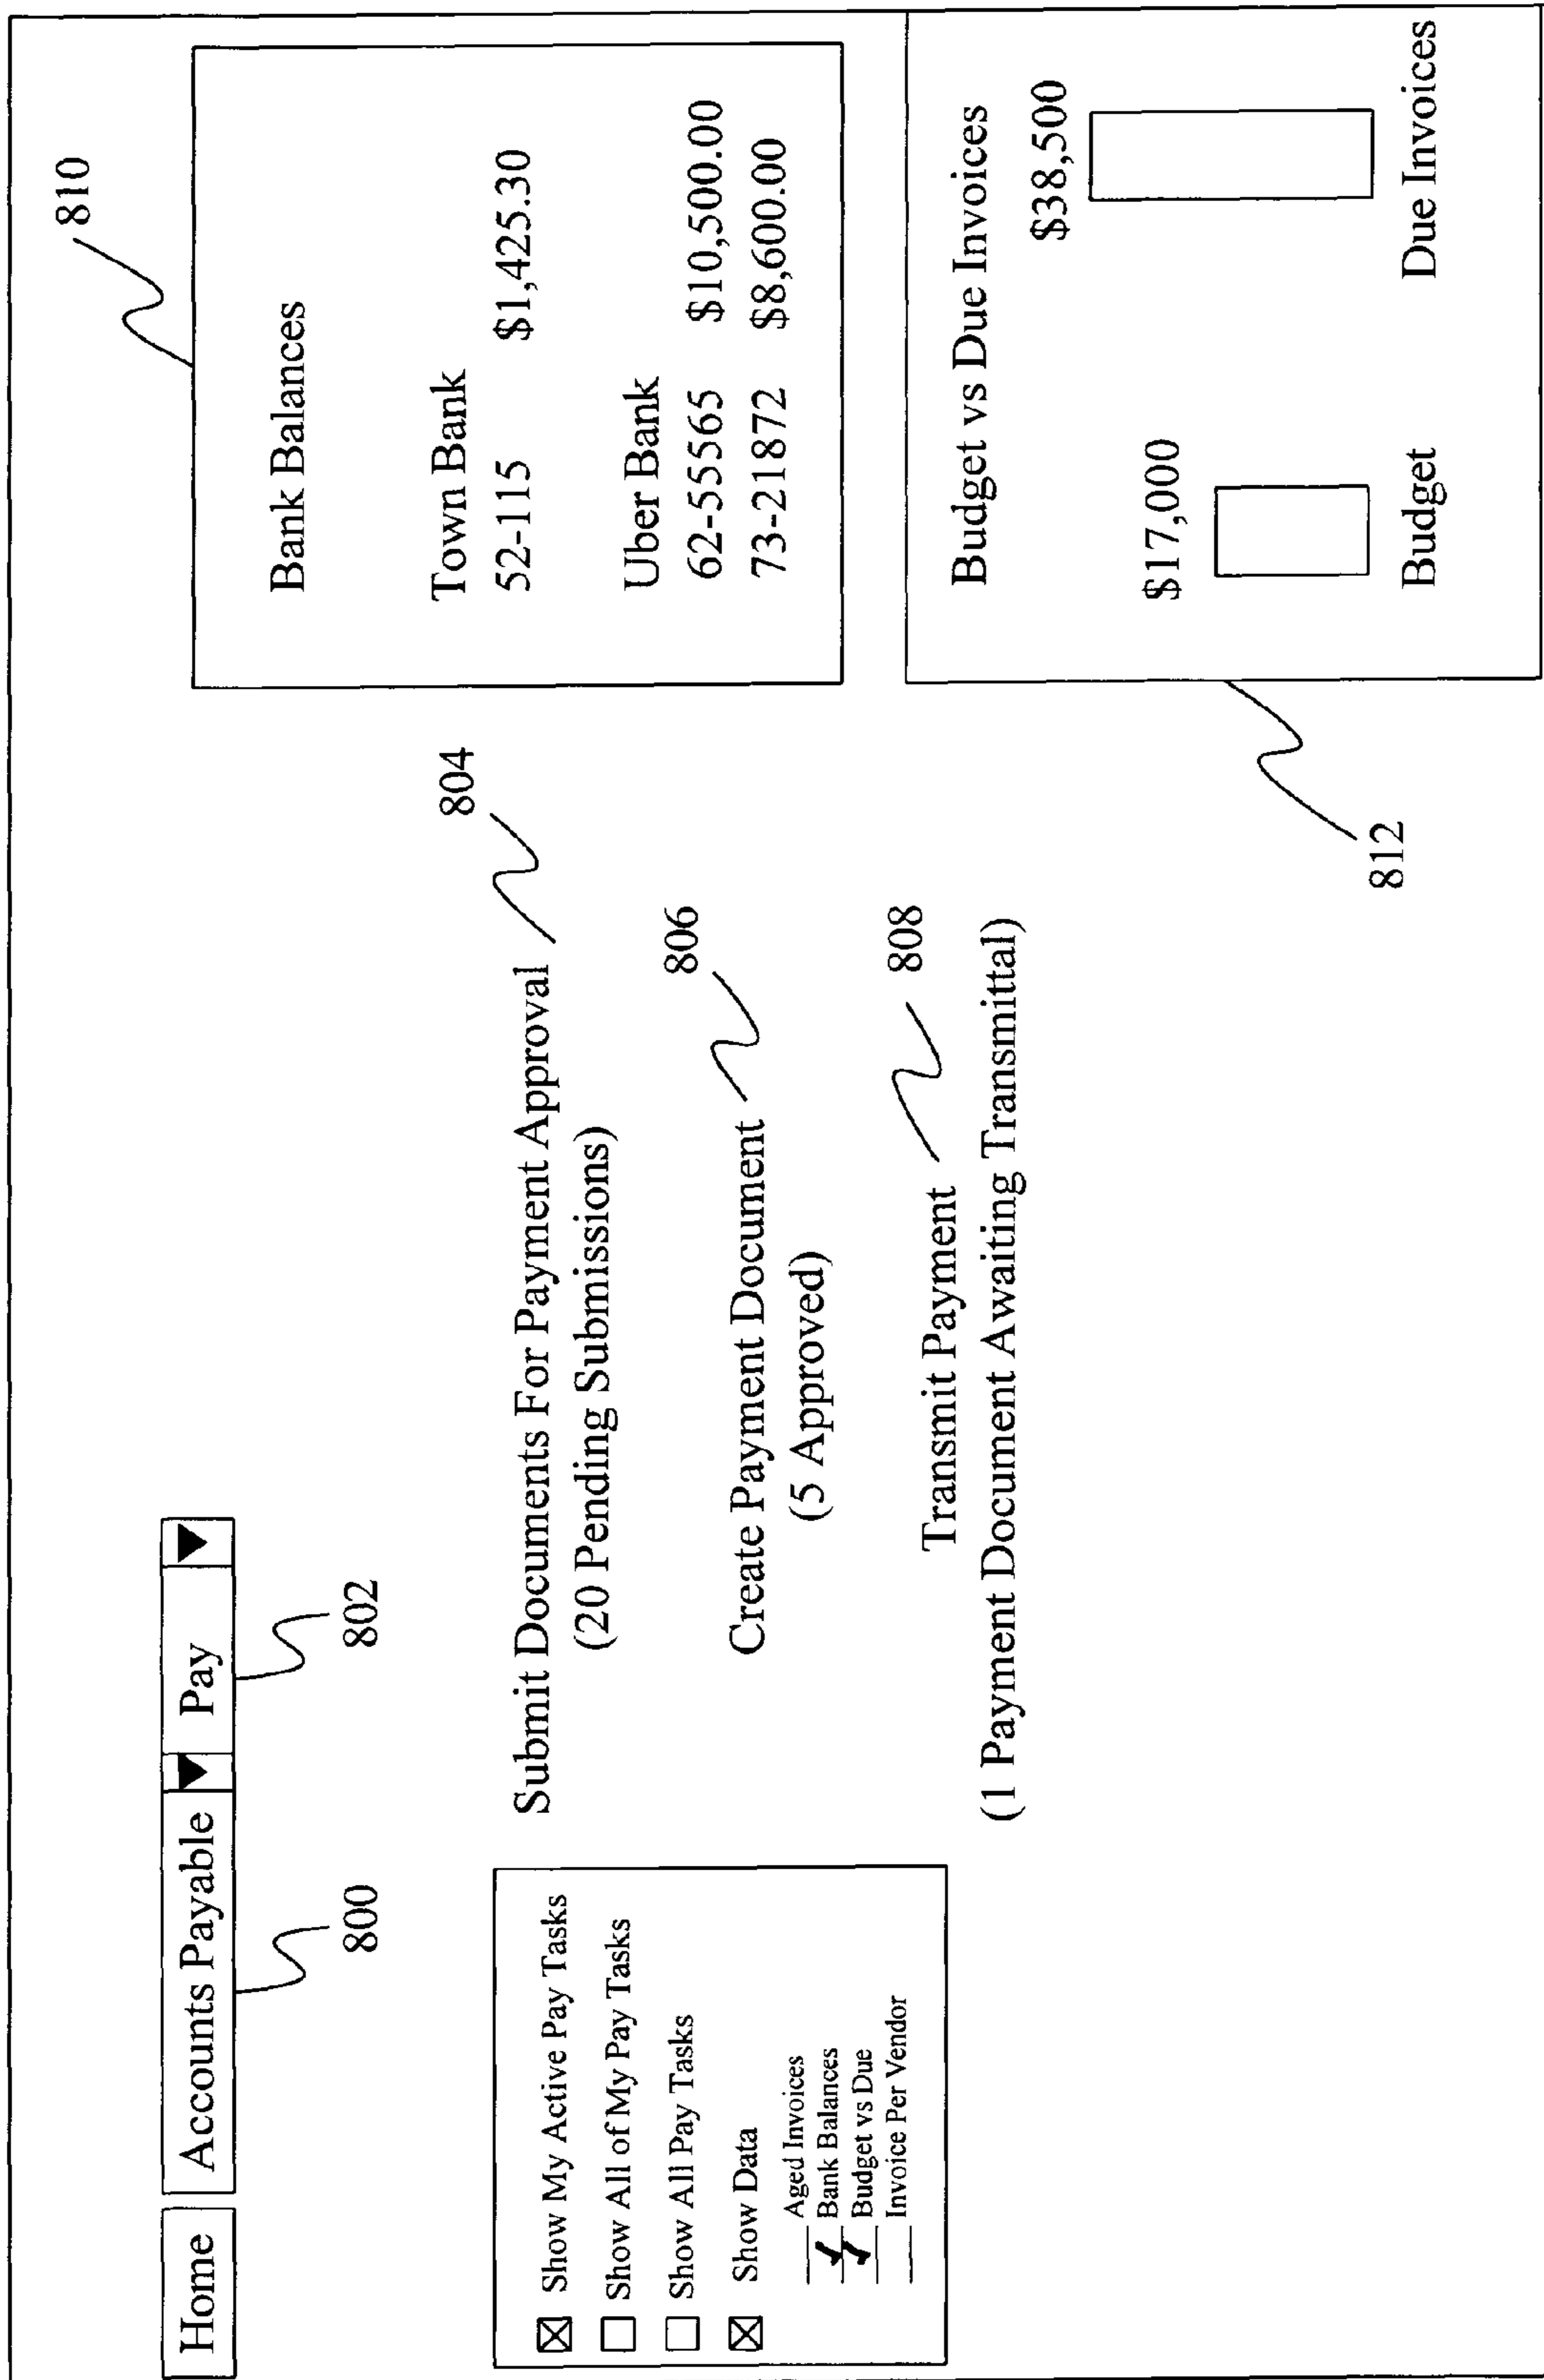 Home Accounts Payable Pay
800
802
Show My Active Pay Tasks
Show All of My Pay Tasks
Show All Pay Tasks
Show Data
Aged Invoices
Bank Balances
Budget vs Due
Invoice Per Vendor
Submit Documents For Payment Approval
(20 Pending Submissions)
804
Create Payment Document
(5 Approved)
806
Transmit Payment
(1 Payment Document Awaiting Transmittal)
808
810
Bank Balances
Town Bank
52-115 $1,425.30
Uber Bank
62-55565 $10,500.00
73-21872 $8,600.00
812
Budget vs Due Invoices
$17,000 $38,500
Budget Due Invoices